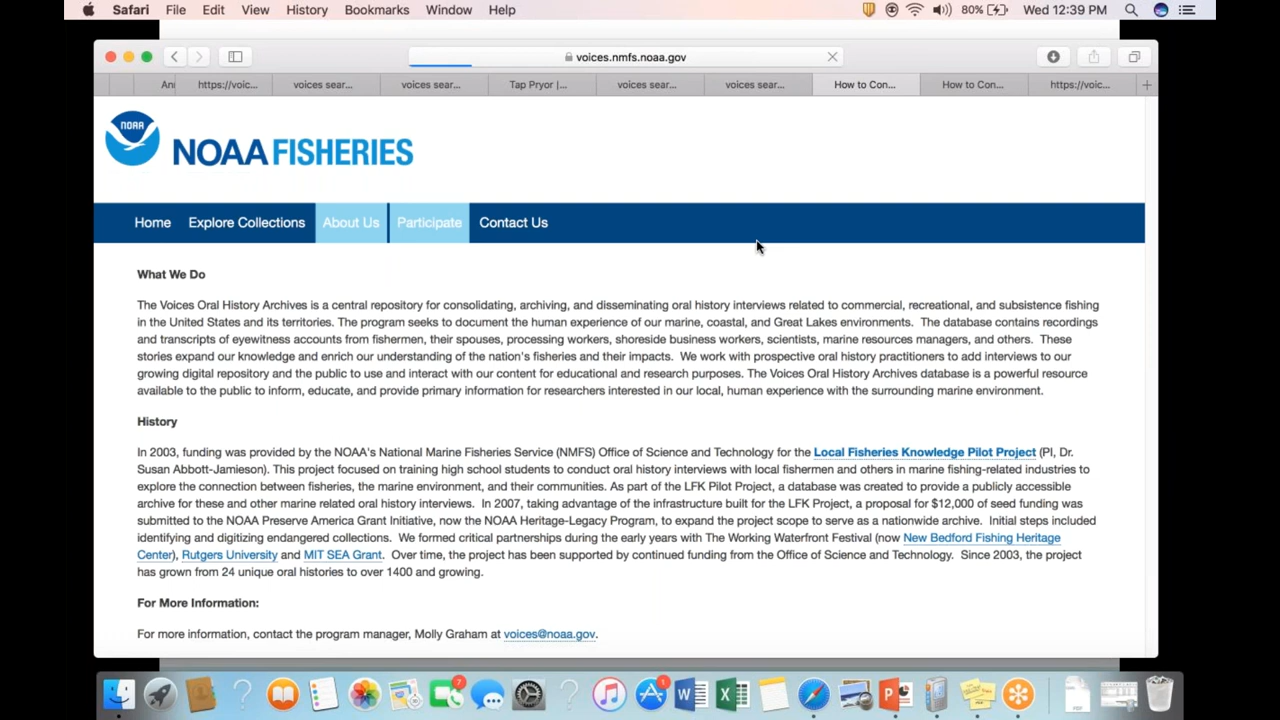 Safari File Edit View History Bookmarks Window Help 80% Wed 12:39 PM
voices.nmfs.noaa.gov
An https://voic... voices sear... voices sear... Tap Pryor |... voices sear... voices sear... How to Con... How to Con... https://voic...
NOAA
NOAA FISHERIES
Home Explore Collections About Us Participate Contact Us
What We Do
The Voices Oral History Archives is a central repository for consolidating, archiving, and disseminating oral history interviews related to commercial, recreational, and subsistence fishing
in the United States and its territories. The program seeks to document the human experience of our marine, coastal, and Great Lakes environments. The database contains recordings
and transcripts of eyewitness accounts from fishermen, their spouses, processing workers, shoreside business workers, scientists, marine resources managers, and others. These
stories expand our knowledge and enrich our understanding of the nation's fisheries and their impacts. We work with prospective oral history practitioners to add interviews to our
growing digital repository and the public to use and interact with our content for educational and research purposes. The Voices Oral History Archives database is a powerful resource
available to the public to inform, educate, and provide primary information for researchers interested in our local, human experience with the surrounding marine environment.
History
In 2003, funding was provided by the NOAA's National Marine Fisheries Service (NMFS) Office of Science and Technology for the Local Fisheries Knowledge Pilot Project (PI, Dr.
Susan Abbott-Jamieson). This project focused on training high school students to conduct oral history interviews with local fishermen and others in marine fishing-related industries to
explore the connection between fisheries, the marine environment, and their communities. As part of the LFK Pilot Project, a database was created to provide a publicly accessible
archive for these and other marine related oral history interviews. In 2007, taking advantage of the infrastructure built for the LFK Project, a proposal for $12,000 of seed funding was
submitted to the NOAA Preserve America Grant Initiative, now the NOAA Heritage-Legacy Program, to expand the project scope to serve as a nationwide archive. Initial steps included
identifying and digitizing endangered collections. We formed critical partnerships during the early years with The Working Waterfront Festival (now New Bedford Fishing Heritage
Center), Rutgers University and MIT SEA Grant. Over time, the project has been supported by continued funding from the Office of Science and Technology. Since 2003, the project
has grown from 24 unique oral histories to over 1400 and growing.
For More Information:
For more information, contact the program manager, Molly Graham at voices@noaa.gov.
7 1 W X P